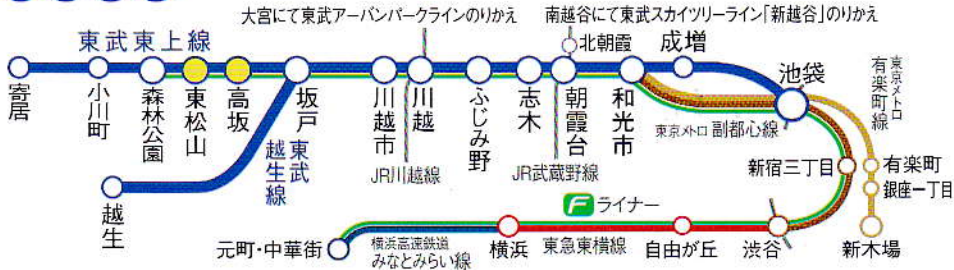 大宮にて東武アーバンパークラインのりかえ
南越谷にて東武スカイツリーライン「新越谷」のりかえ
東武東上線
北朝霞
成増
池袋
東京メトロ
有楽町線
寄居
小川町
森林公園
東松山
高坂
坂戸
川越市
川越
ふじみ野
志木
朝霞台
和光市
東武
越生線
JR川越線
JR武蔵野線
東京メトロ 副都心線
越生
新宿三丁目
有楽町
銀座一丁目
F ライナー
元町・中華街
横浜高速鉄道
みなとみらい線
横浜
東急東横線
自由が丘
渋谷
新木場